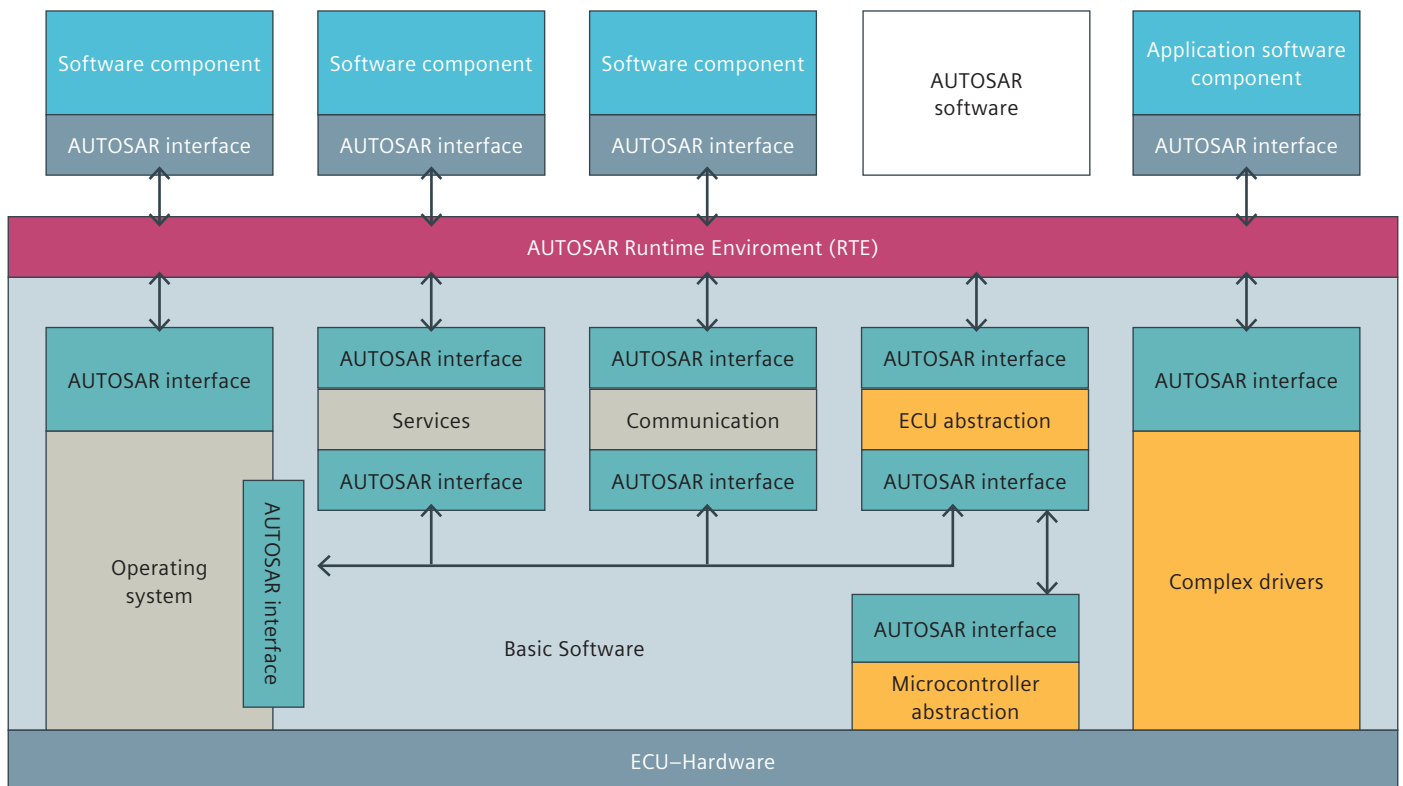 Software component
Software component
Software component
AUTOSAR
software
Application software
component
AUTOSAR interface
AUTOSAR interface
AUTOSAR interface
AUTOSAR interface
AUTOSAR Runtime Enviroment (RTE)
AUTOSAR interface
AUTOSAR interface
AUTOSAR interface
AUTOSAR interface
AUTOSAR interface
Services
Communication
ECU abstraction
AUTOSAR interface
AUTOSAR interface
AUTOSAR interface
Operating
system
AUTOSAR interface
Complex drivers
AUTOSAR interface
Basic Software
Microcontroller
abstraction
ECU–Hardware